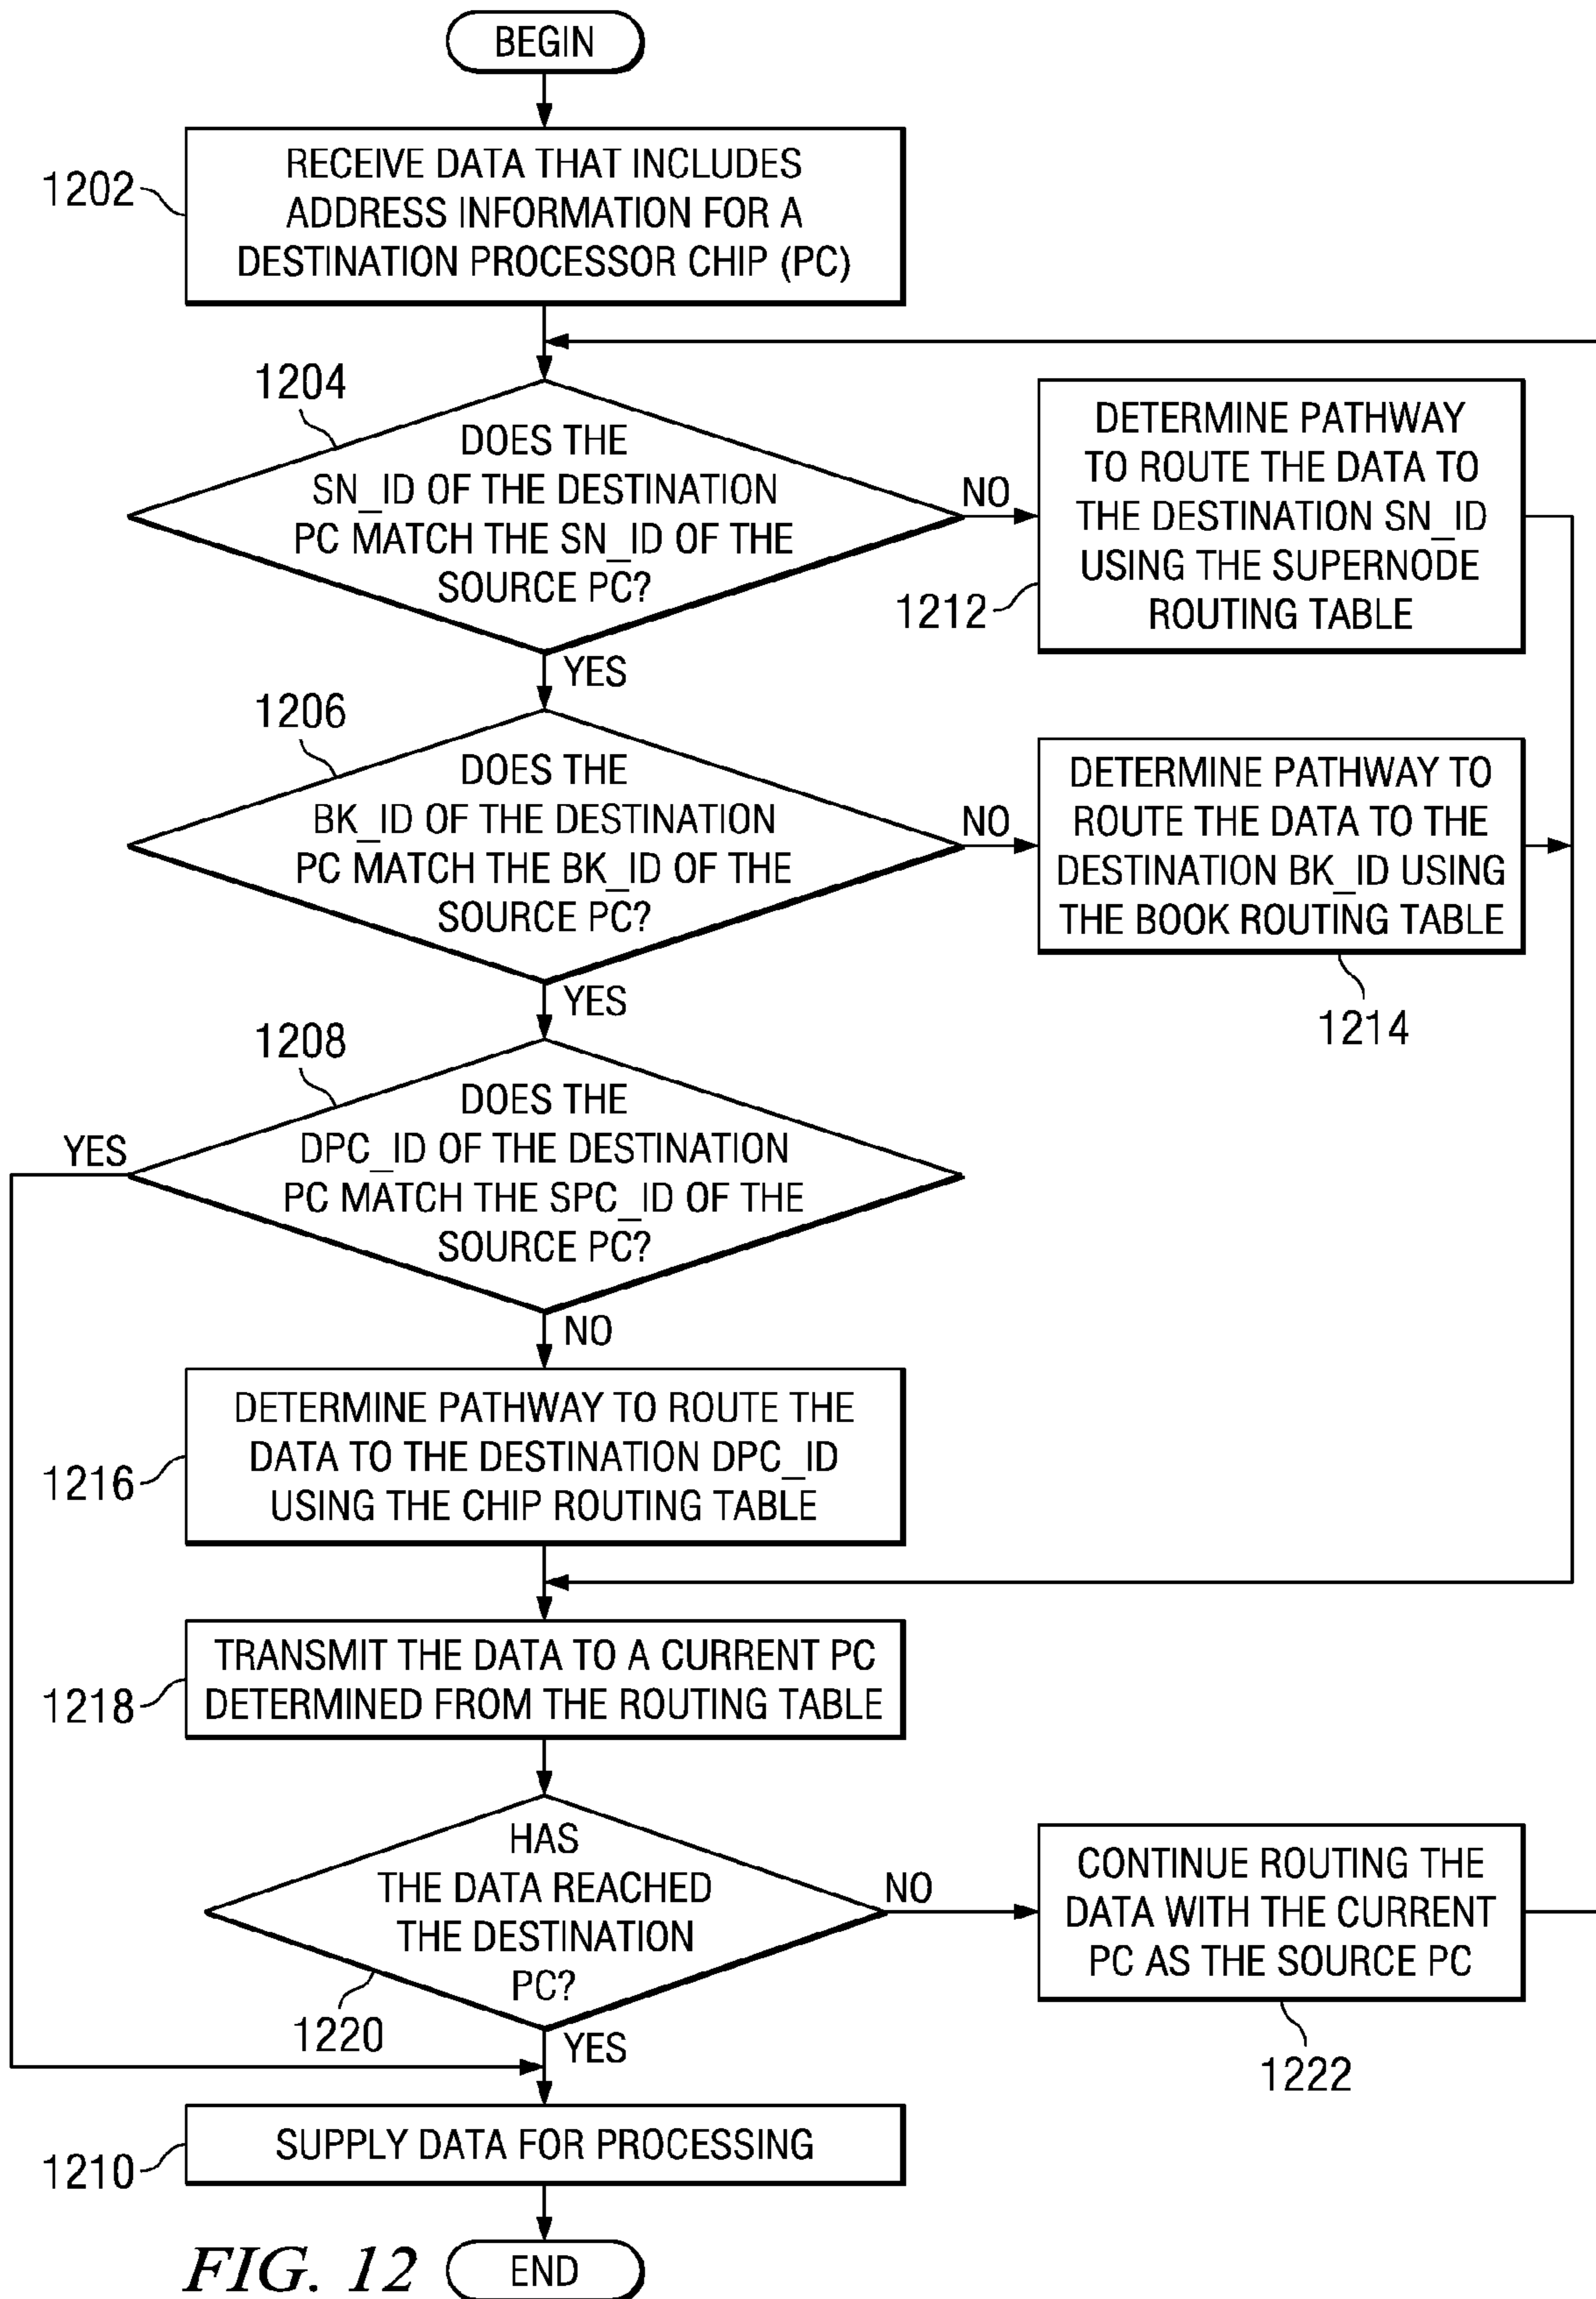 BEGIN
1202
RECEIVE DATA THAT INCLUDES
ADDRESS INFORMATION FOR A
DESTINATION PROCESSOR CHIP (PC)
1204
DOES THE
SN_ID OF THE DESTINATION
PC MATCH THE SN_ID OF THE
SOURCE PC?
NO
DETERMINE PATHWAY
TO ROUTE THE DATA TO
THE DESTINATION SN_ID
USING THE SUPERNODE
ROUTING TABLE
1212
YES
1206
DOES THE
BK_ID OF THE DESTINATION
PC MATCH THE BK_ID OF THE
SOURCE PC?
NO
DETERMINE PATHWAY TO
ROUTE THE DATA TO THE
DESTINATION BK_ID USING
THE BOOK ROUTING TABLE
1214
YES
1208
DOES THE
DPC_ID OF THE DESTINATION
PC MATCH THE SPC_ID OF THE
SOURCE PC?
YES
NO
1216
DETERMINE PATHWAY TO ROUTE THE
DATA TO THE DESTINATION DPC_ID
USING THE CHIP ROUTING TABLE
1218
TRANSMIT THE DATA TO A CURRENT PC
DETERMINED FROM THE ROUTING TABLE
HAS
THE DATA REACHED
THE DESTINATION
PC?
1220
NO
CONTINUE ROUTING THE
DATA WITH THE CURRENT
PC AS THE SOURCE PC
1222
YES
1210
SUPPLY DATA FOR PROCESSING
END
FIG. 12